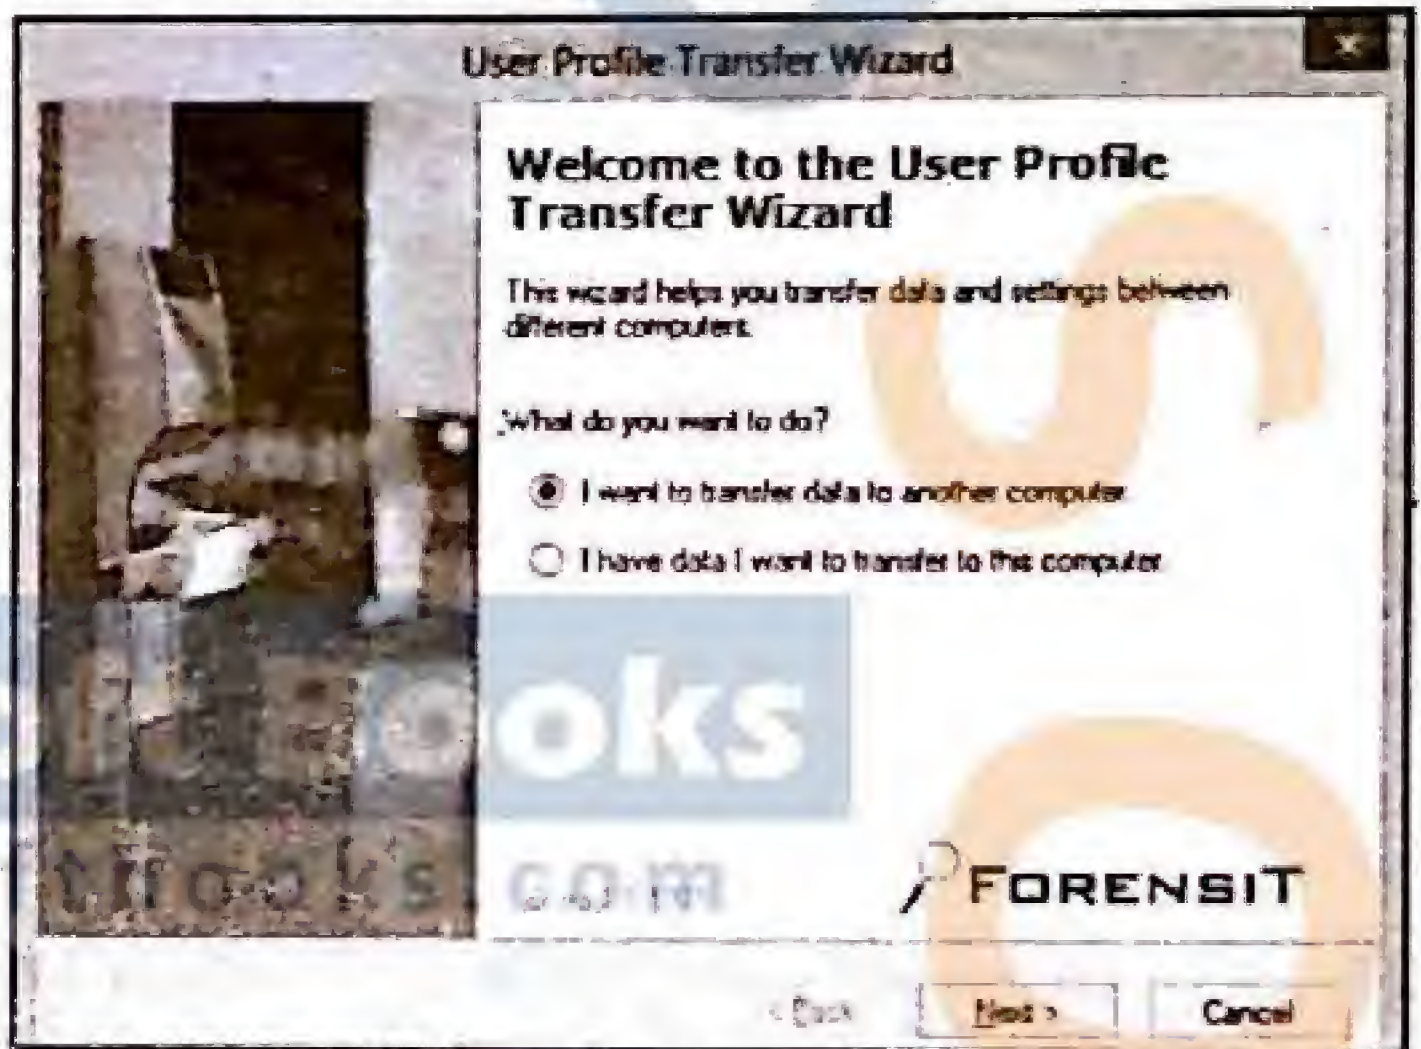 User Profile Transfer Wizard
Welcome to the User Profile
Transfer Wizard
This wizard helps you transfer data and settings between
different computers.
What do you want to do?
I want to transfer data to another computer
I have data I want to transfer to this computer
oks
com
FORENSIT
< Back
Next >
Cancel